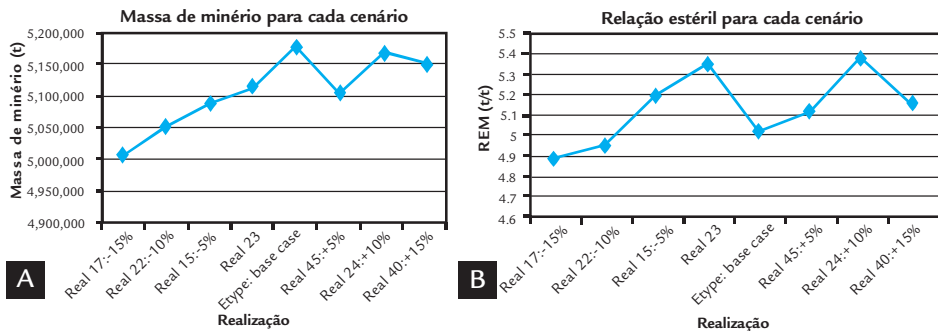 Massa de minério para cada cenário
Massa de minério (t)
5,200,000
5,150,000
5,100,000
5,050,000
5,000,000
4,950,000
4,900,000
Real 17:-15%
Real 22:-10%
Real 15:-5%
Real 23
Etype: base case
Real 45:+5%
Real 24:+10%
Real 40:+15%
Realização
A
Relação estéril para cada cenário
REM (t/t)
5.5
5.4
5.3
5.2
5.1
5
4.9
4.8
4.7
4.6
Real 17:-15%
Real 22:-10%
Real 15:-5%
Real 23
Etype: base case
Real 45:+5%
Real 24:+10%
Real 40:+15%
Realização
B